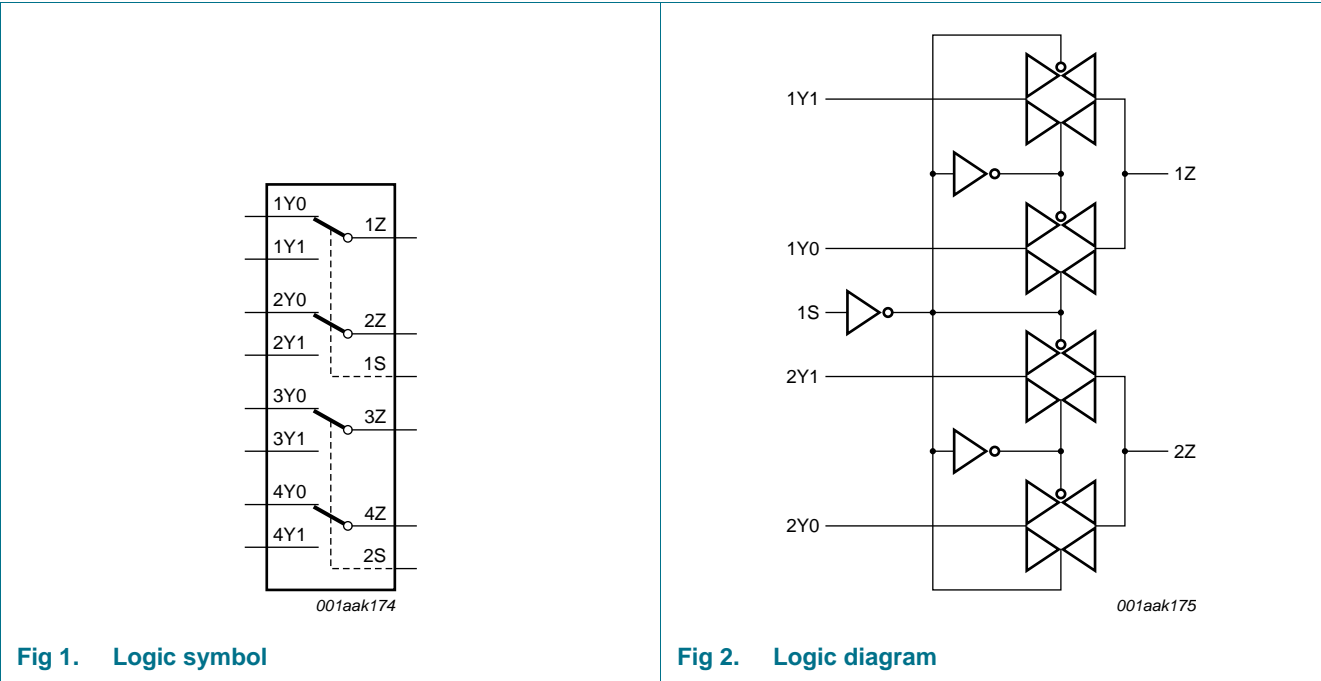 1Y0
1Z
1Y1
2Y0
2Z
2Y1
1S
3Y0
3Z
3Y1
4Y0
4Z
4Y1
2S
001aak174
Fig 1. Logic symbol
1Y1
1Z
1Y0
1S
2Y1
2Z
2Y0
001aak175
Fig 2. Logic diagram